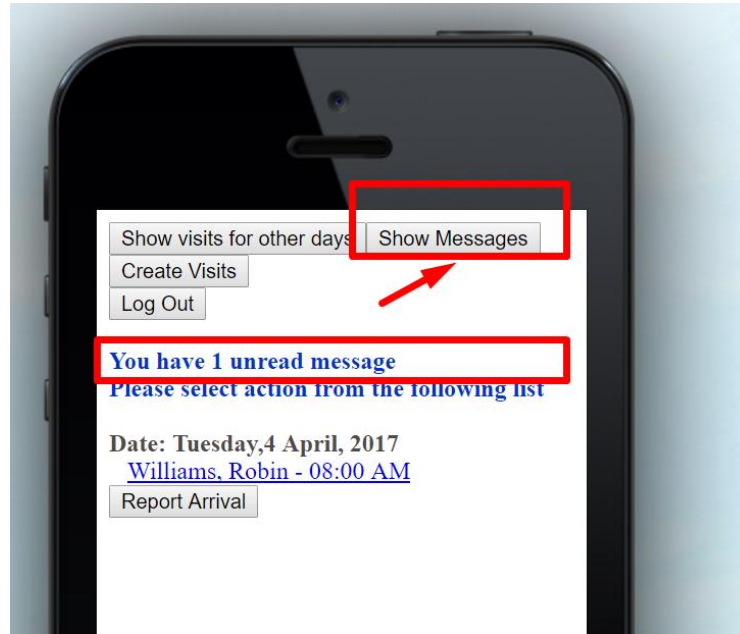 Show visits for other days Show Messages
Create Visits
Log Out
You have 1 unread message
Please select action from the following list
Date: Tuesday,4 April, 2017
Williams, Robin - 08:00 AM
Report Arrival